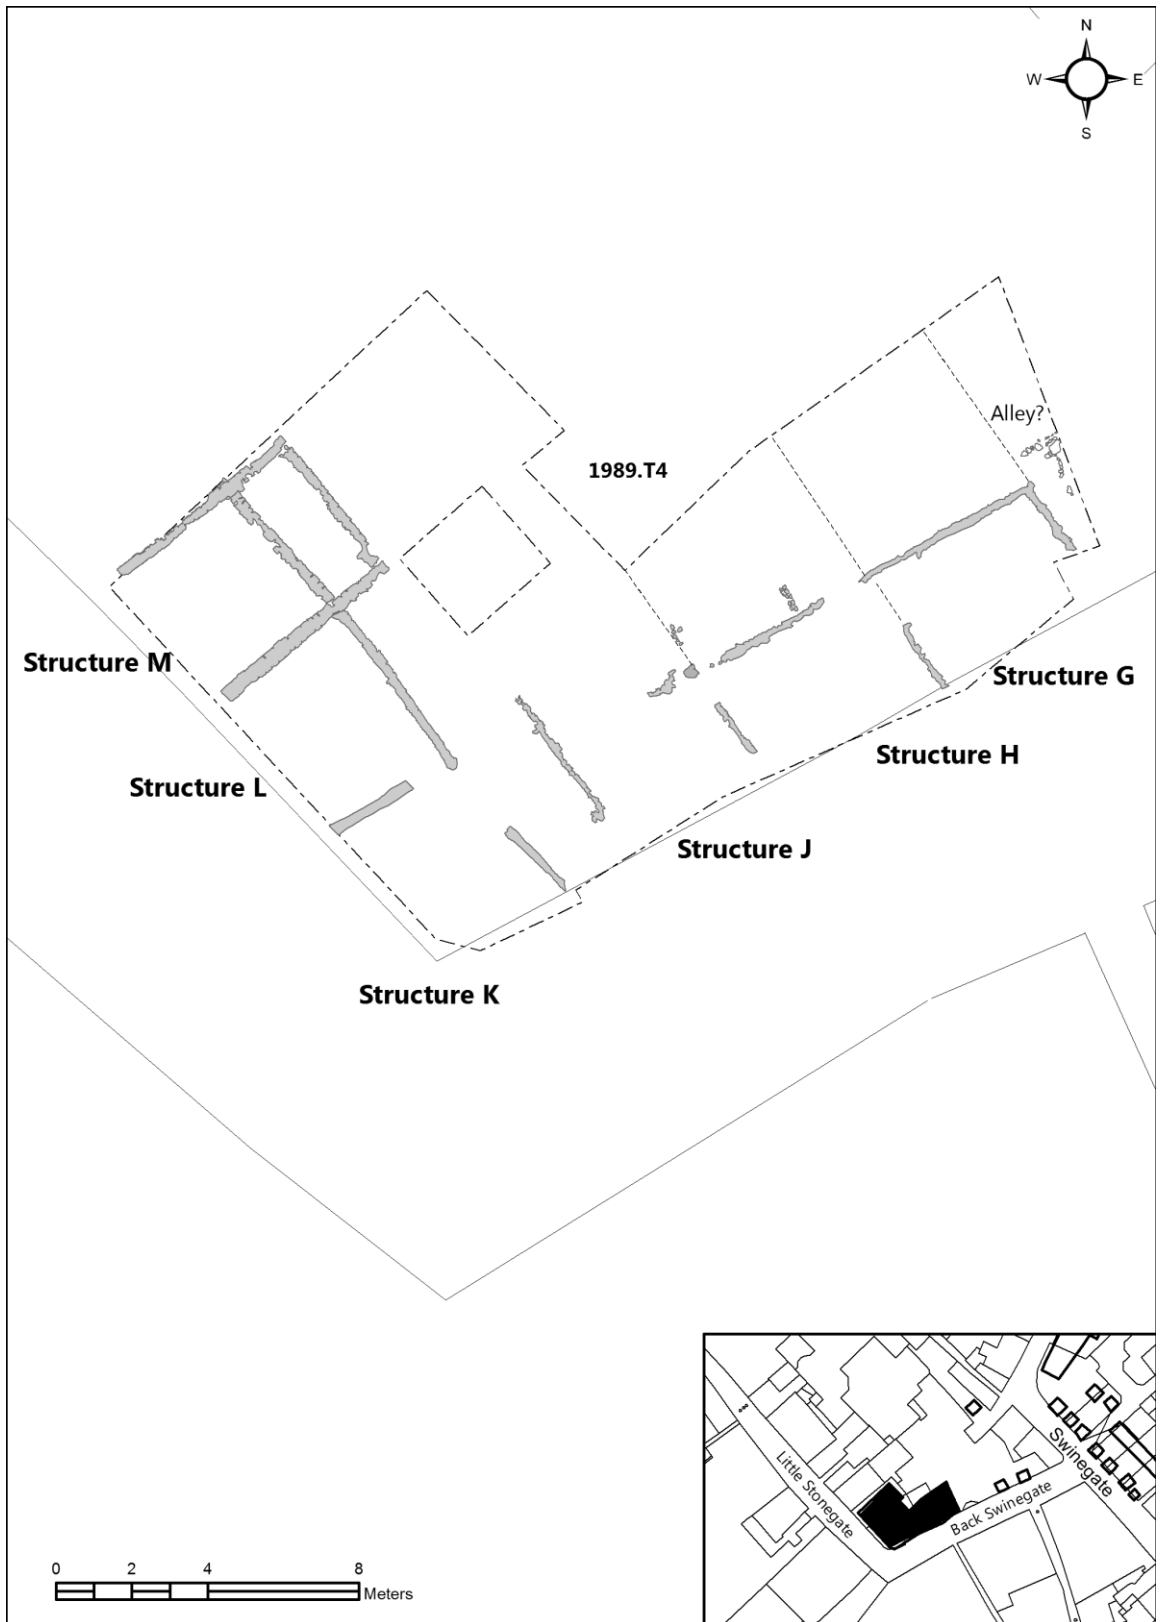 N
W E
S
Alley?
1989.T4
Structure M
Structure G
Structure H
Structure L
Structure J
Structure K
Swinegate
Little Stonegate
Back Swinegate
0 2 4 8
Meters